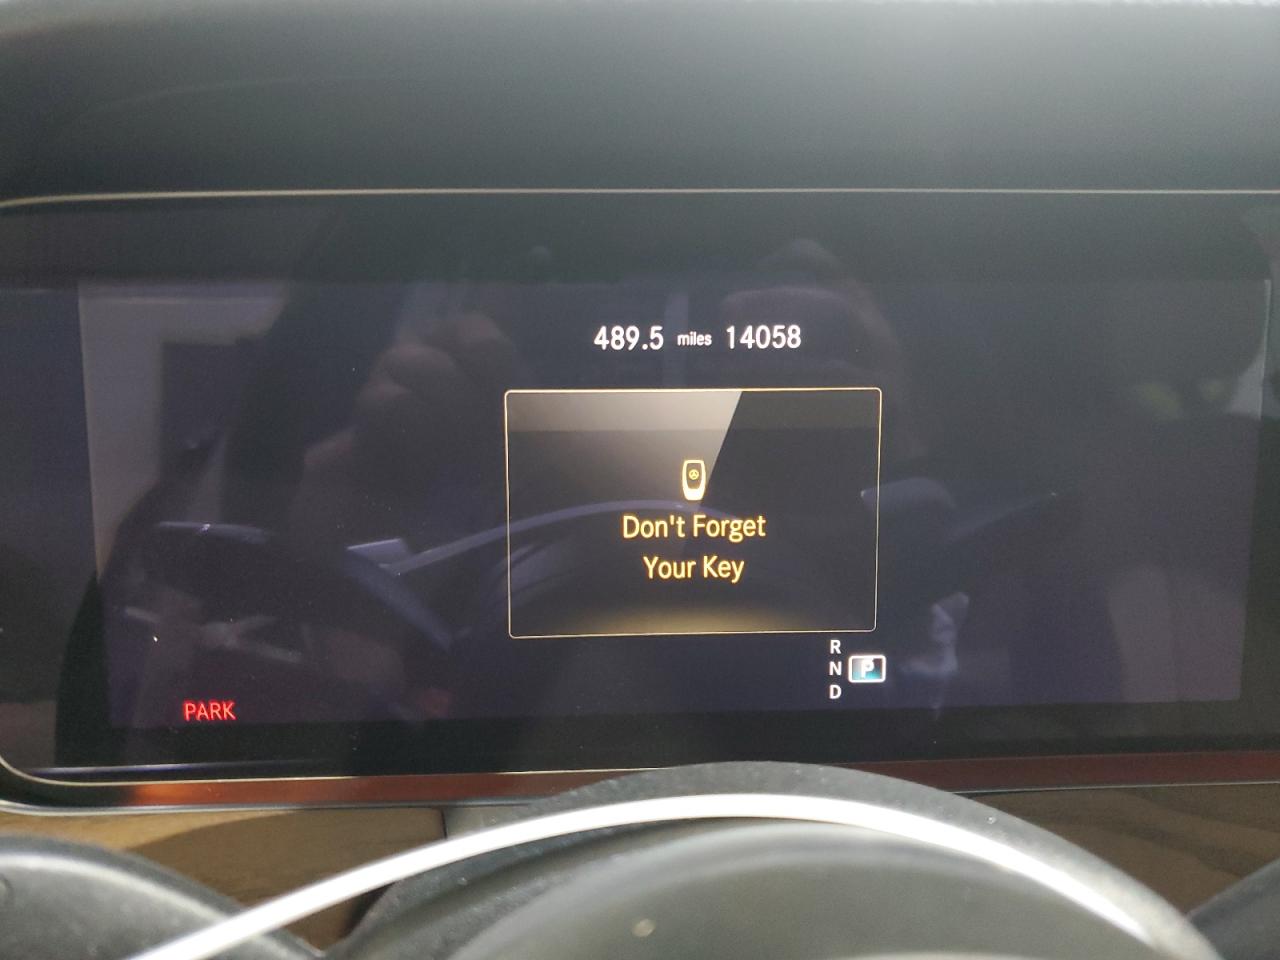 489.5 miles 14058
Don't Forget
Your Key
R
N P
D
PARK